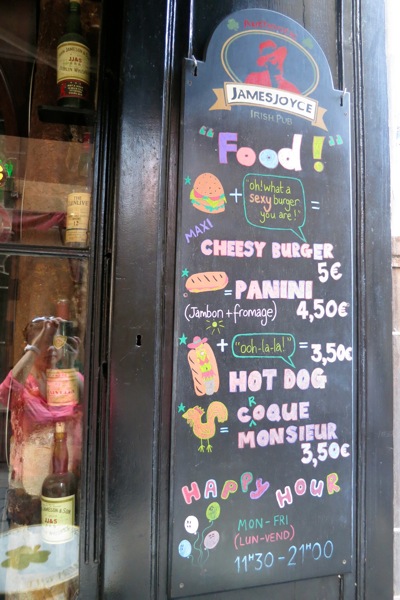 JAMES JOYCE
IRISH PUB
"Food!"
+ "oh! what a
sexy burger
you are!" =
MAXI
CHEESY BURGER
5€
= PANINI
(Jambon + fromage) 4,50€
+ "ooh-la-la!" = 3,50€
HOT DOG
= CROQUE
MONSIEUR
3,50€
HAPPY HOUR
MON-FRI
(LUN-VEND)
11H30 - 21H00